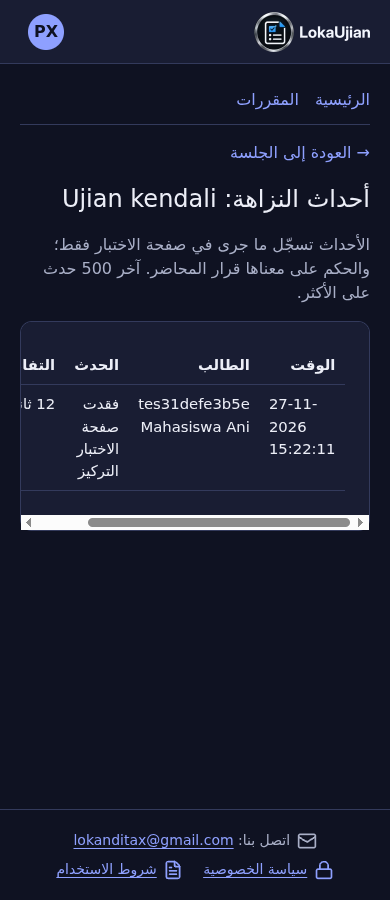 LokaUjian
PX
الرئيسية المقررات
→ العودة إلى الجلسة
أحداث النزاهة: Ujian kendali
الأحداث تسجّل ما جرى في صفحة الاختبار فقط؛
والحكم على معناها قرار المحاضر. آخر 500 حدث
على الأكثر.
الوقت الطالب الحدث
27-11-2026 15:22:11 tes31defe3b5e Mahasiswa Ani فقدت صفحة الاختبار التركيز 12
اتصل بنا: lokanditax@gmail.com
سياسة الخصوصية شروط الاستخدام